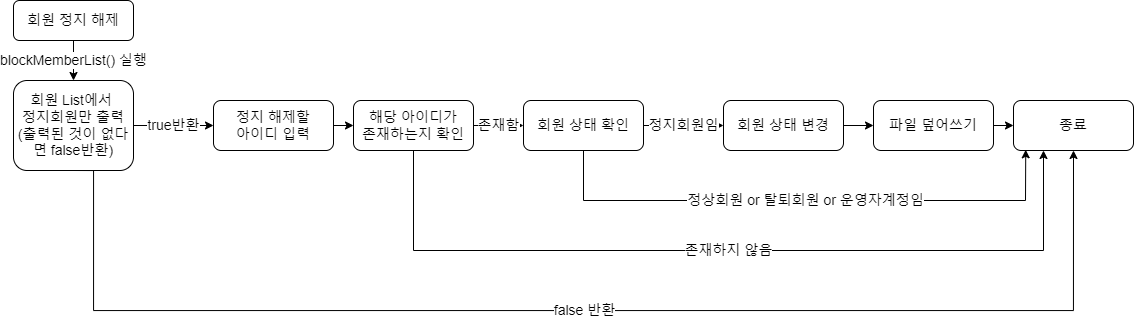 회원 정지 해제
blockMemberList() 실행
회원 List에서
정지회원만 출력
(출력된 것이 없다
면 false반환)
true반환
정지 해제할
아이디 입력
해당 아이디가
존재하는지 확인
존재함
회원 상태 확인
정지회원임
회원 상태 변경
파일 덮어쓰기
종료
정상회원 or 탈퇴회원 or 운영자계정임
존재하지 않음
false 반환